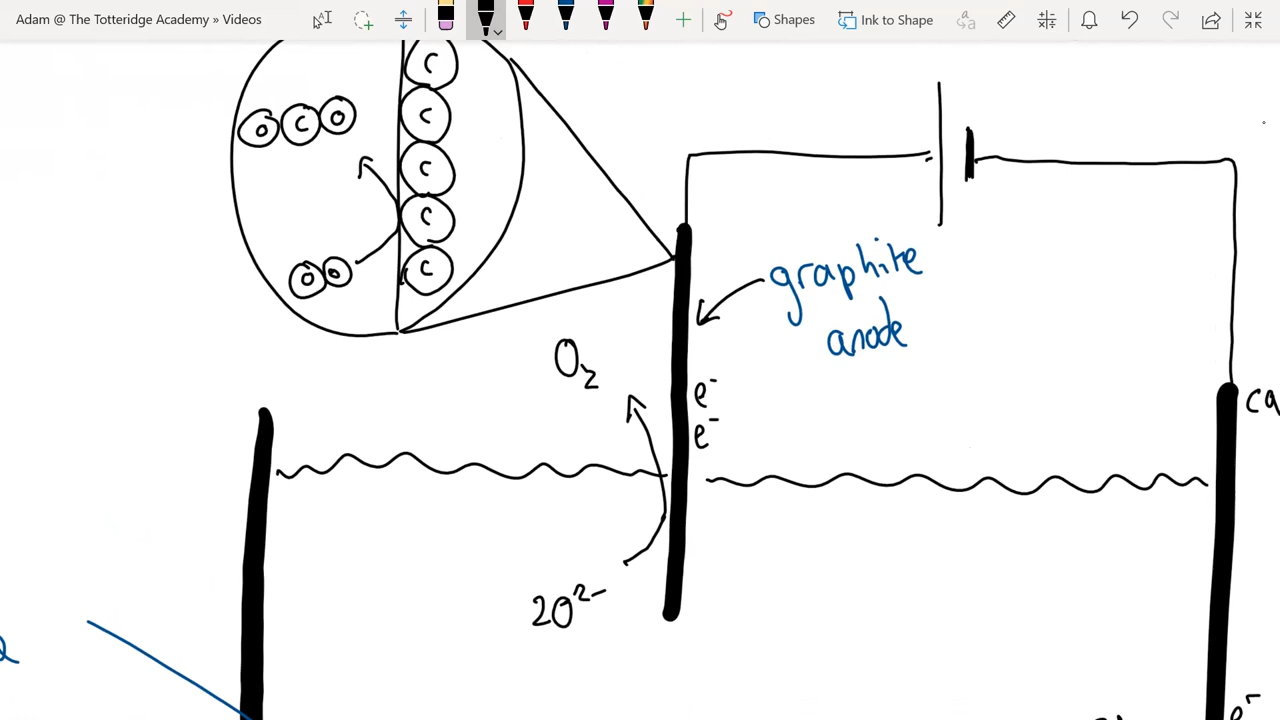 Adam @ The Totteridge Academy » Videos
Shapes
Ink to Shape
C
O C O
C
C
C
O O
C
graphite
anode
O₂
e⁻
e⁻
ca
2O²⁻